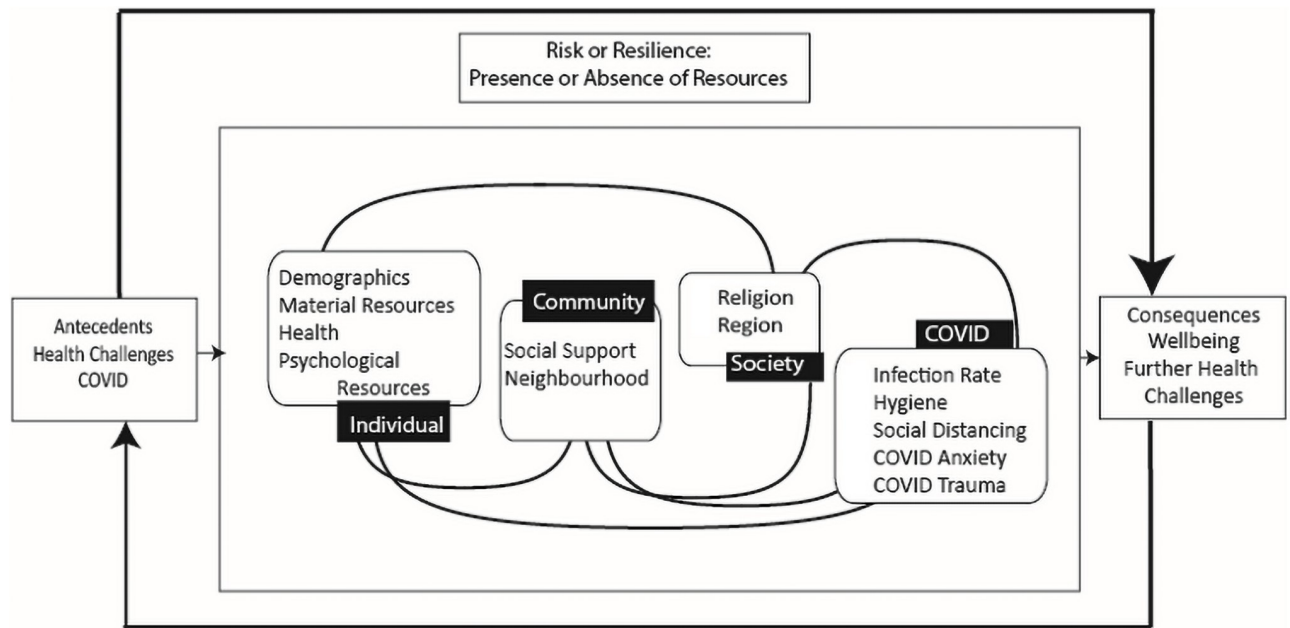 Risk or Resilience:
Presence or Absence of Resources
Antecedents
Health Challenges
COVID
Demographics
Material Resources
Health
Psychological
Resources
Individual
Community
Social Support
Neighbourhood
Religion
Region
Society
COVID
Infection Rate
Hygiene
Social Distancing
COVID Anxiety
COVID Trauma
Consequences
Wellbeing
Further Health
Challenges